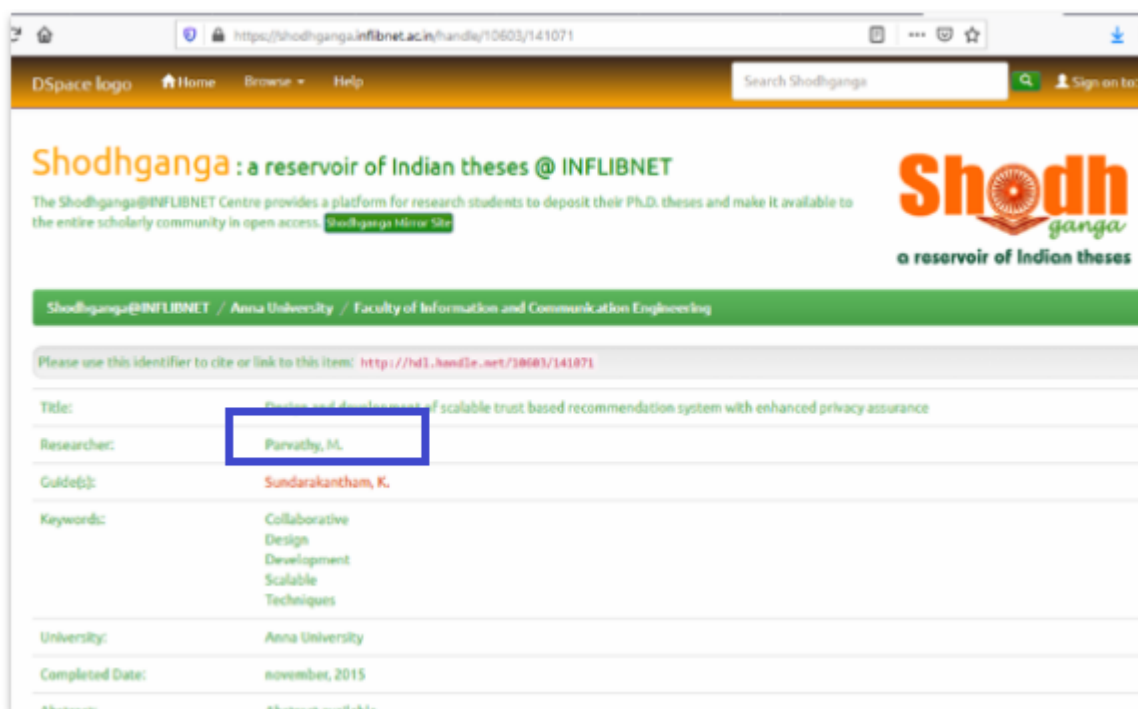 https://shodhganga.inflibnet.ac.in/handle/10603/141071
DSpace logo Home Browse Help Search Shodhganga Sign on to:
Shodhganga : a reservoir of Indian theses @ INFLIBNET
The Shodhganga@INFLIBNET Centre provides a platform for research students to deposit their Ph.D. theses and make it available to
the entire scholarly community in open access. Shodhganga Mirror Site
Shodh
ganga
a reservoir of Indian theses
Shodhganga@INFLIBNET / Anna University / Faculty of Information and Communication Engineering
Please use this identifier to cite or link to this item: http://hdl.handle.net/10603/141071
Title: Design and development of scalable trust based recommendation system with enhanced privacy assurance
Researcher: Parvathy, M.
Guide(s): Sundarakantham, K.
Keywords: Collaborative
Design
Development
Scalable
Techniques
University: Anna University
Completed Date: november, 2015
Abstract: Abstract available